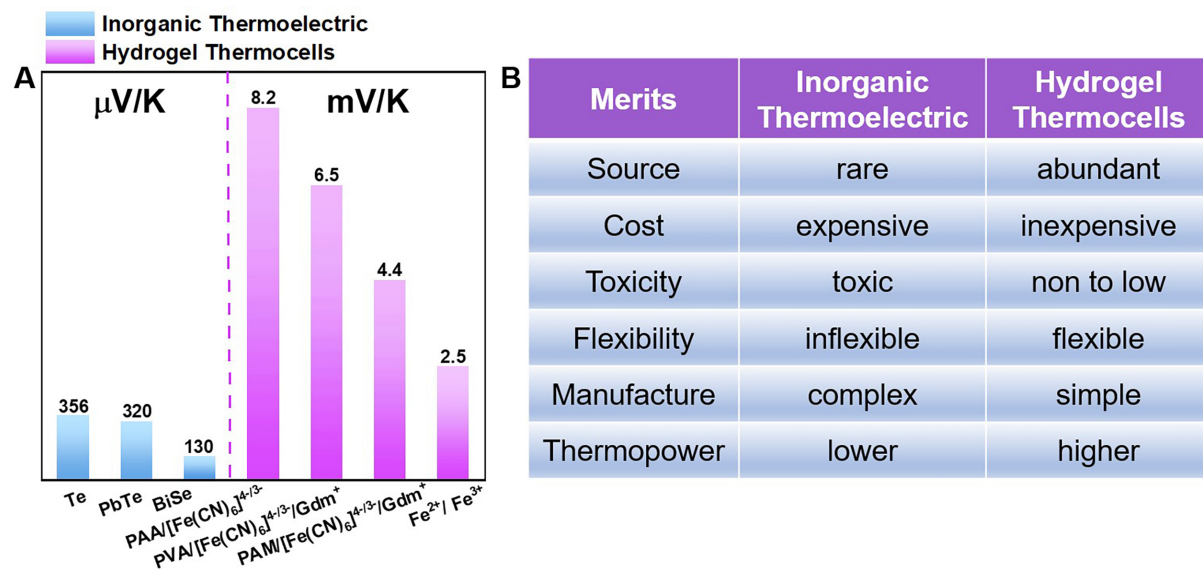 Inorganic Thermoelectric
Hydrogel Thermocells
A
μV/K
mV/K
8.2
6.5
4.4
2.5
356
320
130
Te
PbTe
BiSe
PAA/[Fe(CN)₆]⁴⁻/³⁻
PVA/[Fe(CN)₆]⁴⁻/³⁻/Gdm⁺
PAM/[Fe(CN)₆]⁴⁻/³⁻/Gdm⁺
Fe²⁺/ Fe³⁺
B
Merits
Inorganic
Thermoelectric
Hydrogel
Thermocells
Source rare abundant
Cost expensive inexpensive
Toxicity toxic non to low
Flexibility inflexible flexible
Manufacture complex simple
Thermopower lower higher